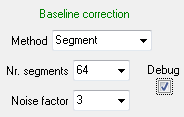 Baseline correction
Method Segment
Nr. segments 64 Debug
Noise factor 3